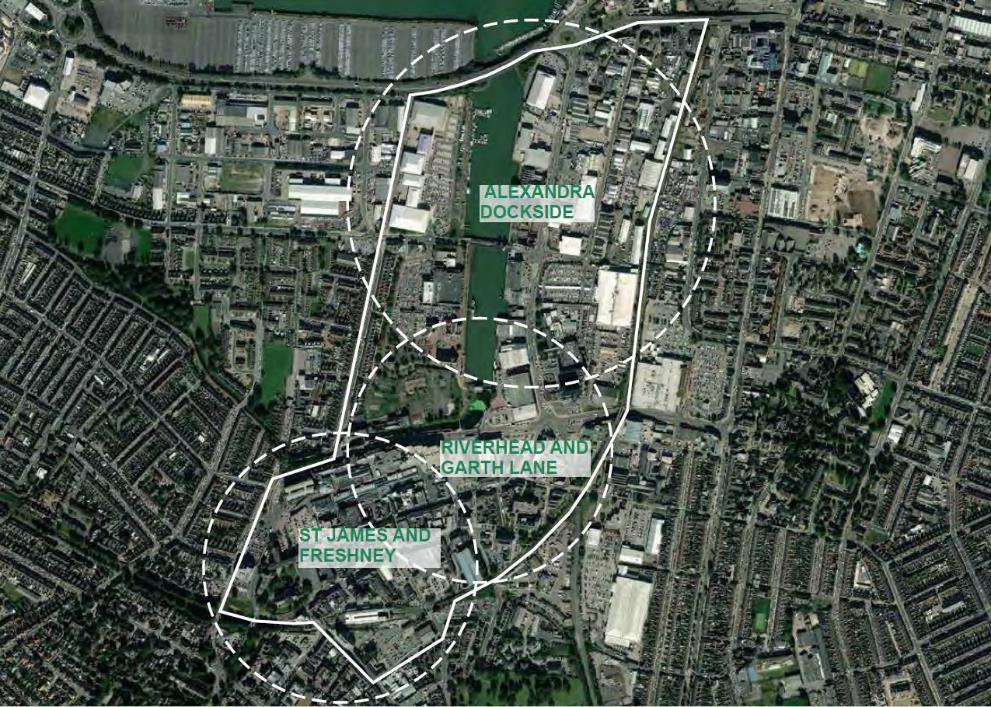 ALEXANDRA
DOCKSIDE
RIVERHEAD AND
GARTH LANE
ST JAMES AND
FRESHNEY